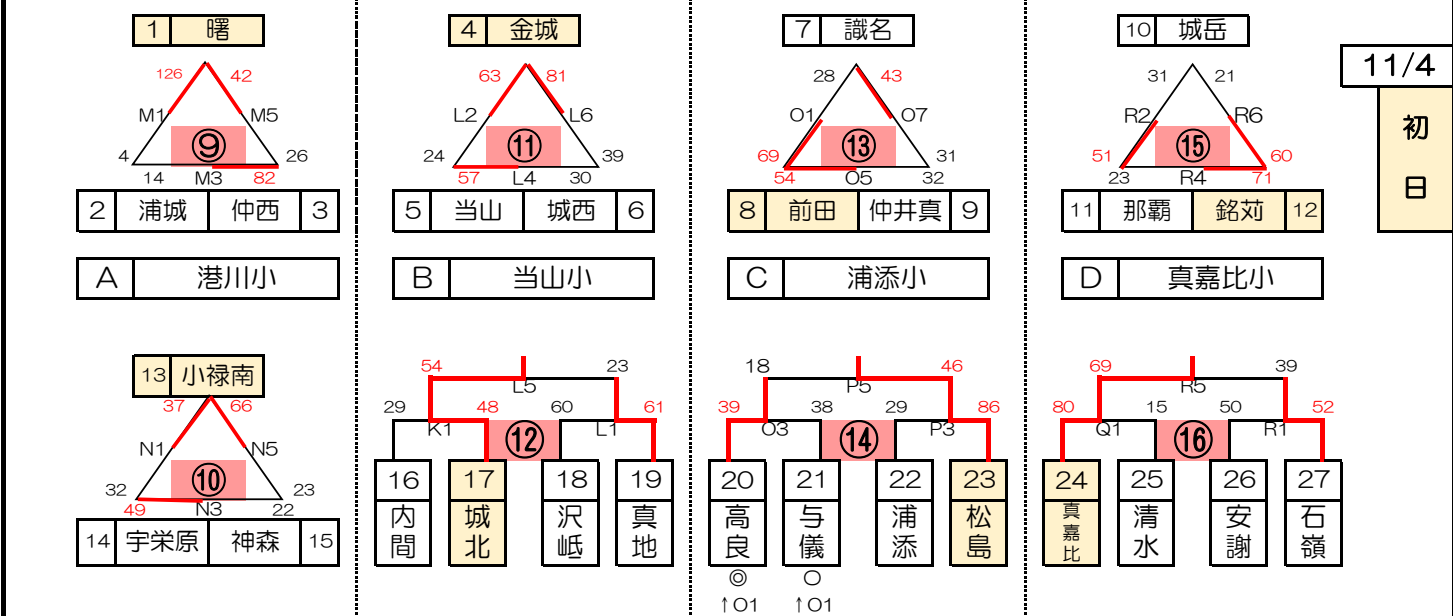 1 曙 4 金城 7 識名 10 城岳
11/4
初
日
126 42 63 81 28 43 31 21
M1 M5 L2 L6 O1 O7 R2 R6
⑨ ⑪ ⑬ ⑮
4 26 24 39 69 31 51 60
14 M3 82 57 L4 30 54 O5 32 23 R4 71
2 浦城 仲西 3 5 当山 城西 6 8 前田 仲井真 9 11 那覇 銘苅 12
A 港川小 B 当山小 C 浦添小 D 真嘉比小
13 小禄南
54 23 18 46 69 39
L5 P5 R5
37 66 29 48 60 61 39 38 29 86 80 15 50 52
N1 N5 K1 L1 O3 P3 Q1 R1
⑩ ⑫ ⑭ ⑯
32 23
49 N3 22
14 宇栄原 神森 15
16 17 18 19 20 21 22 23 24 25 26 27
内間 城北 沢岻 真地 高良 与儀 浦添 松島 真嘉比 清水 安謝 石嶺
◎ ○
↑O1 ↑O1